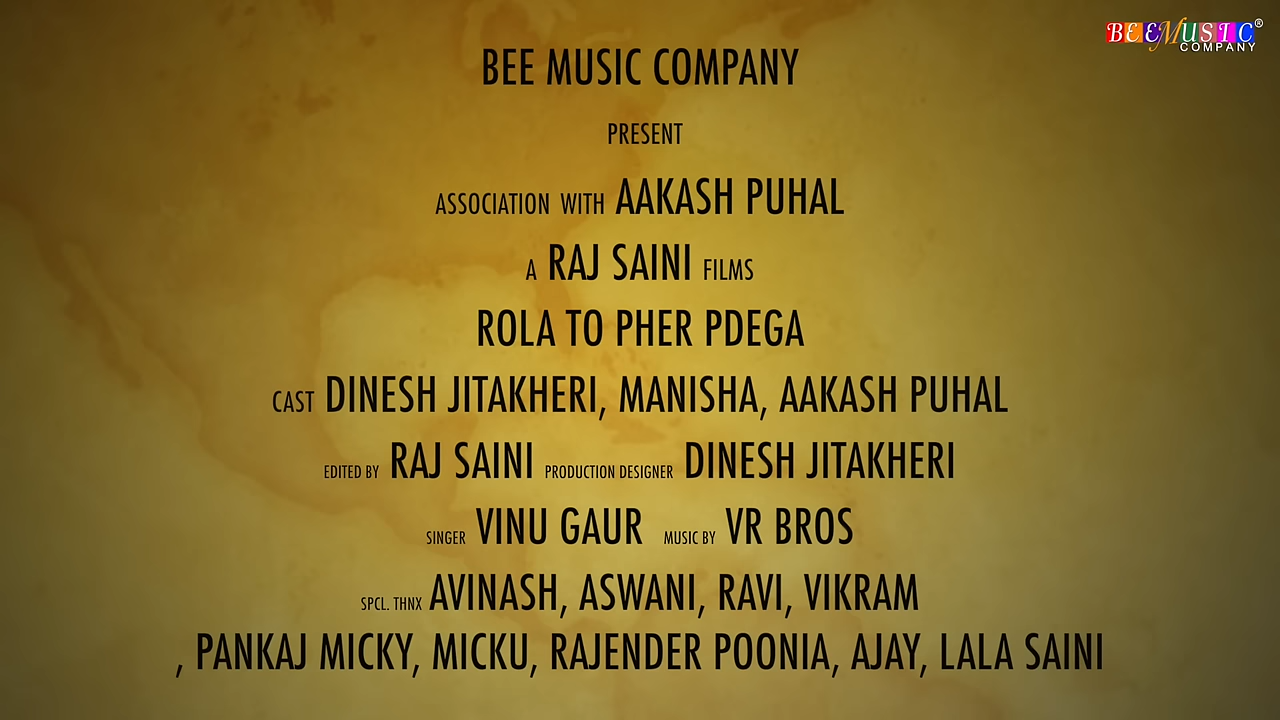 BEE MUSIC COMPANY®
BEE MUSIC COMPANY
PRESENT
ASSOCIATION WITH AAKASH PUHAL
A RAJ SAINI FILMS
ROLA TO PHER PDEGA
CAST DINESH JITAKHERI, MANISHA, AAKASH PUHAL
EDITED BY RAJ SAINI PRODUCTION DESIGNER DINESH JITAKHERI
SINGER VINU GAUR MUSIC BY VR BROS
SPCL. THNX AVINASH, ASWANI, RAVI, VIKRAM
, PANKAJ MICKY, MICKU, RAJENDER POONIA, AJAY, LALA SAINI